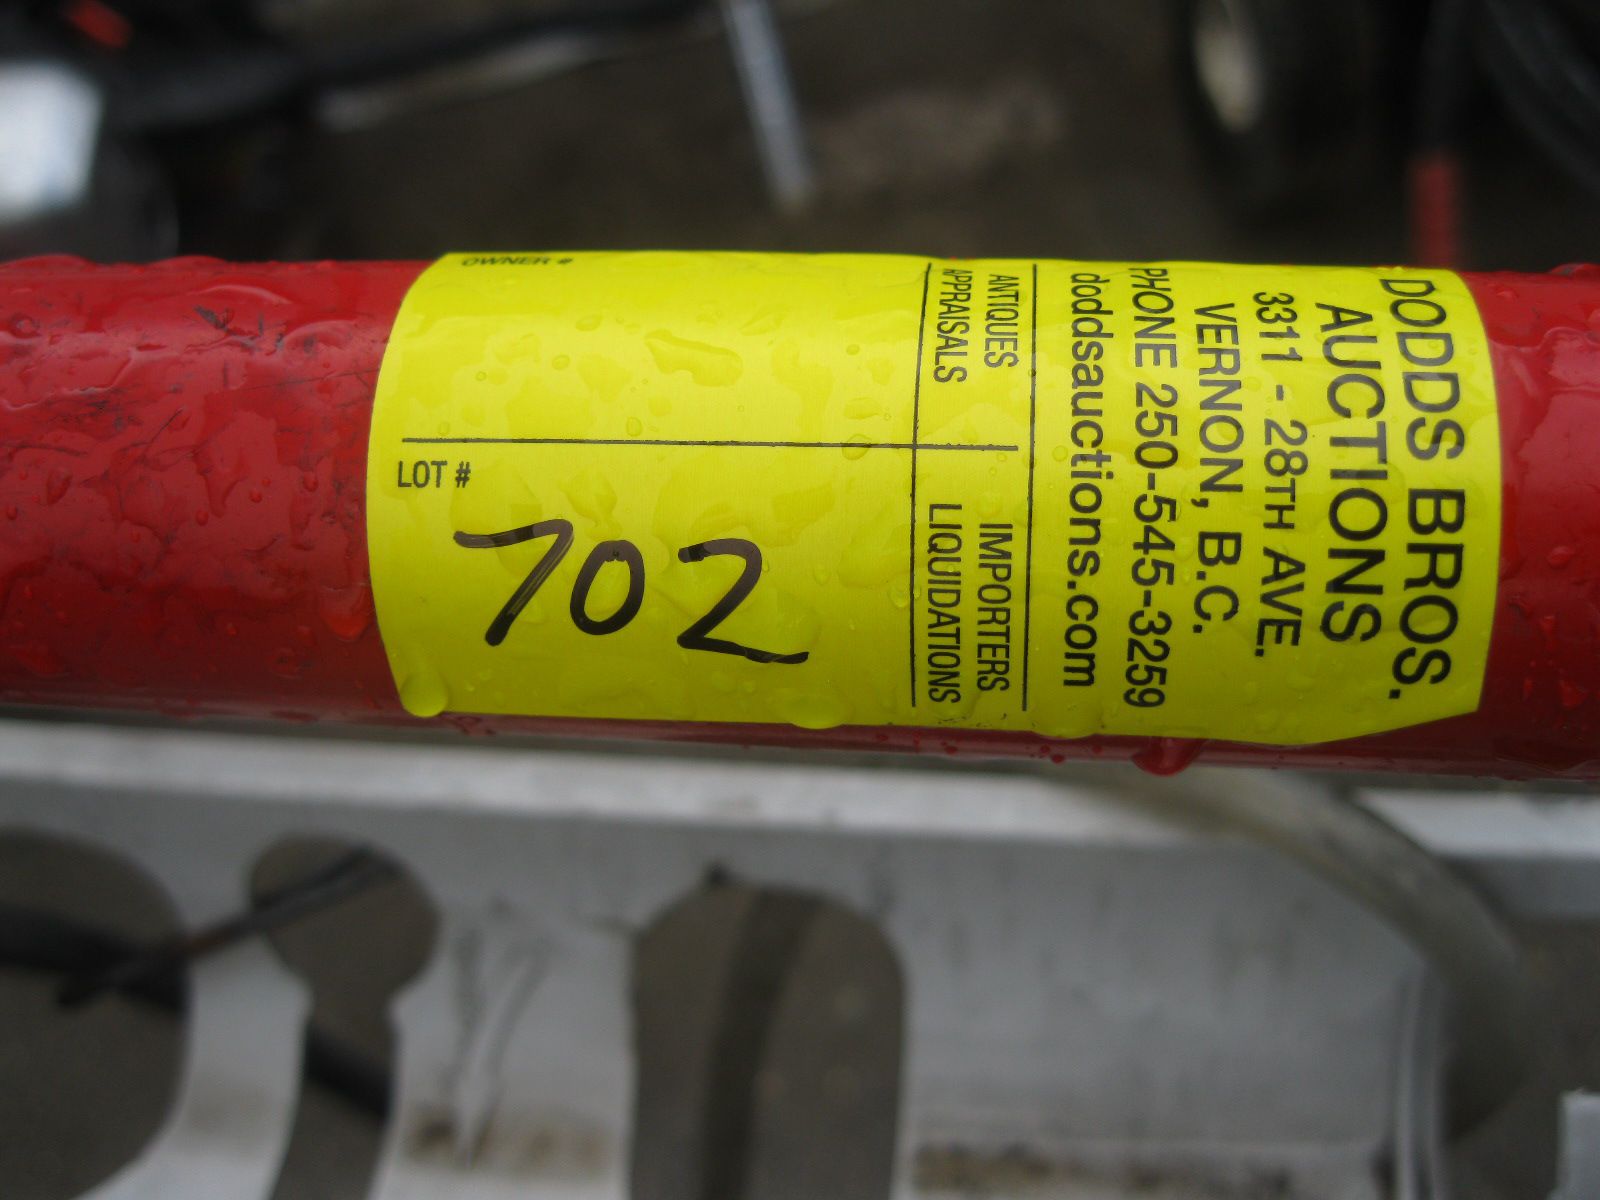 DODDS BROS.
AUCTIONS
3311 - 28TH AVE.
VERNON, B.C.
PHONE 250-545-3259
doddsauctions.com
ANTIQUES
APPRAISALS
IMPORTERS
LIQUIDATIONS
OWNER #
LOT #
702